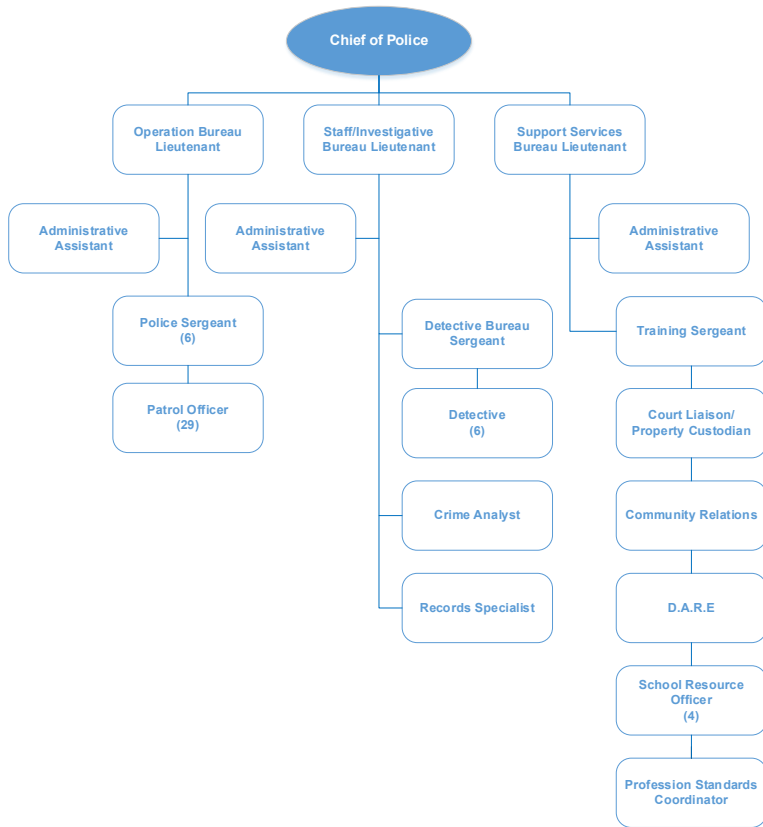 Chief of Police
Operation Bureau
Lieutenant
Staff/Investigative
Bureau Lieutenant
Support Services
Bureau Lieutenant
Administrative
Assistant
Administrative
Assistant
Administrative
Assistant
Police Sergeant
(6)
Detective Bureau
Sergeant
Training Sergeant
Patrol Officer
(29)
Detective
(6)
Court Liaison/
Property Custodian
Crime Analyst
Community Relations
Records Specialist
D.A.R.E
School Resource
Officer
(4)
Profession Standards
Coordinator